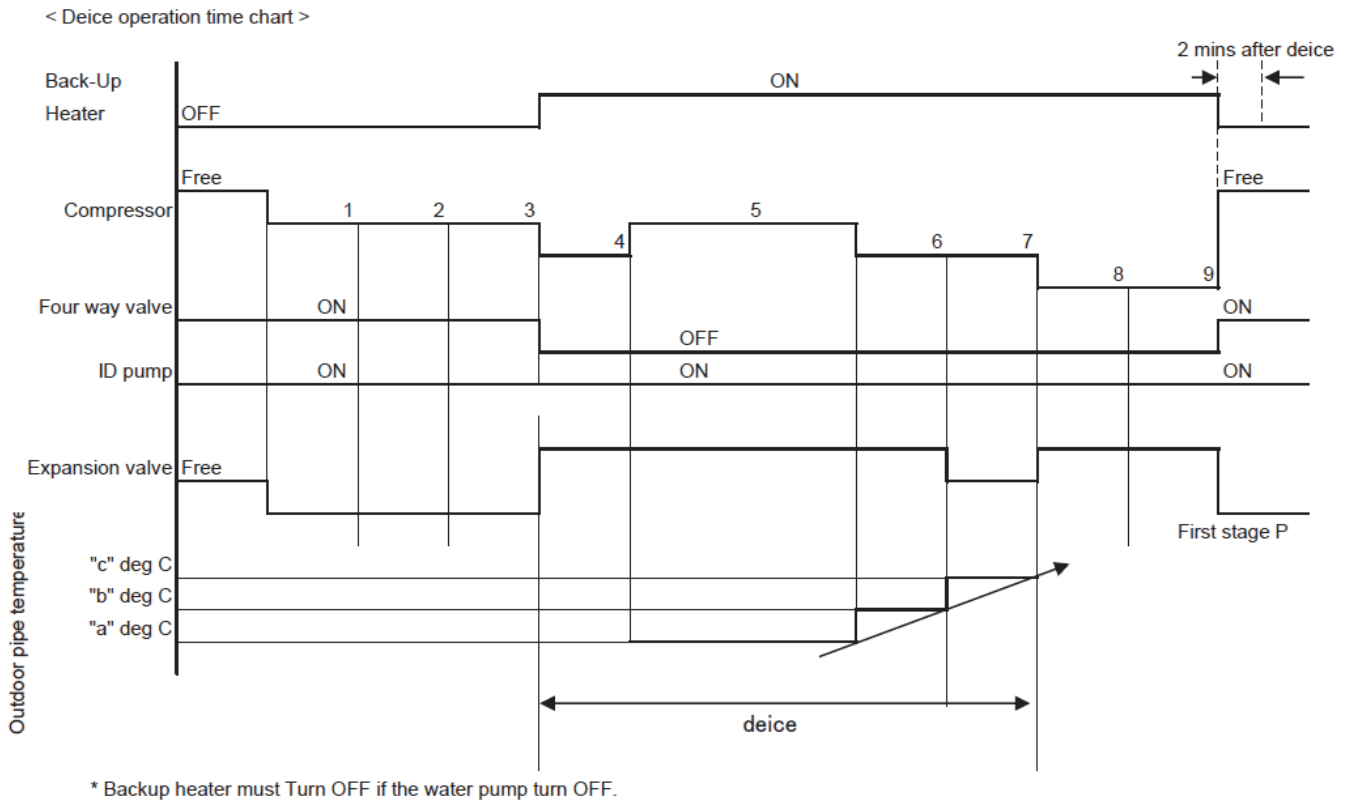 < Deice operation time chart >
2 mins after deice
Back-Up
Heater
OFF
ON
Free
Free
Compressor
1
2
3
4
5
6
7
8
9
Four way valve
ON
OFF
ON
ID pump
ON
ON
ON
Expansion valve
Free
First stage P
Outdoor pipe temperature
"c" deg C
"b" deg C
"a" deg C
deice
* Backup heater must Turn OFF if the water pump turn OFF.